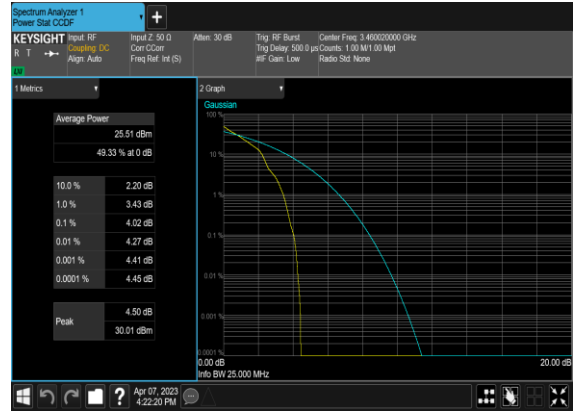 Spectrum Analyzer 1
Power Stat CCDF
KEYSIGHT
R T
LXI
Input: RF
Coupling: DC
Align: Auto
Input Z: 50 Ω
Corr CCorr
Freq Ref: Int (S)
Atten: 30 dB
Trig: RF Burst
Trig Delay: 500.0 µs
#IF Gain: Low
Center Freq: 3.460020000 GHz
Counts: 1.00 M/1.00 Mpt
Radio Std: None
1 Metrics
Average Power
25.51 dBm
49.33 % at 0 dB
10.0 % 2.20 dB
1.0 % 3.43 dB
0.1 % 4.02 dB
0.01 % 4.27 dB
0.001 % 4.41 dB
0.0001 % 4.45 dB
Peak 4.50 dB
30.01 dBm
2 Graph
Gaussian
100 %
10 %
1 %
0.1 %
0.01 %
0.001 %
0.0001 %
0.00 dB 20.00 dB
Info BW 25.000 MHz
?
Apr 07, 2023
4:22:20 PM